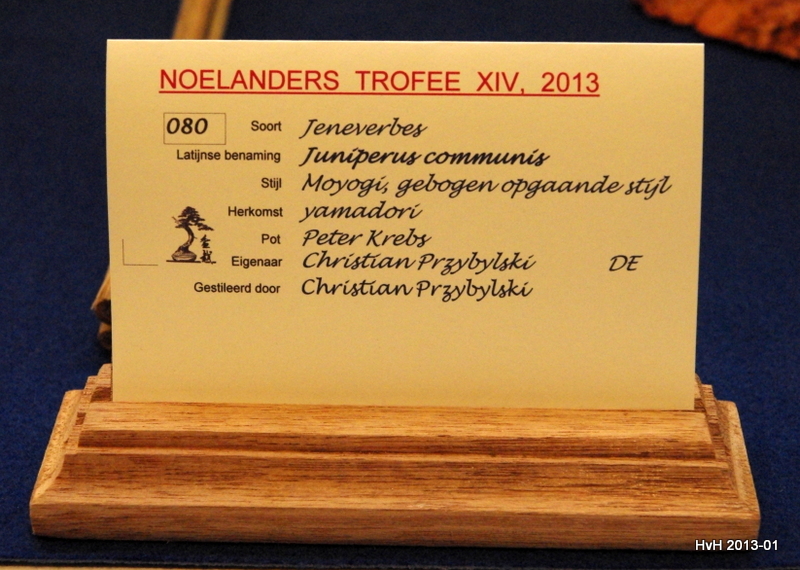 NOELANDERS TROFEE XIV, 2013
080 Soort Jeneverbes
Latijnse benaming Juniperus communis
Stijl Moyogi, gebogen opgaande stijl
Herkomst yamadori
Pot Peter Krebs
Eigenaar Christian Przybylski DE
Gestileerd door Christian Przybylski
HvH 2013-01